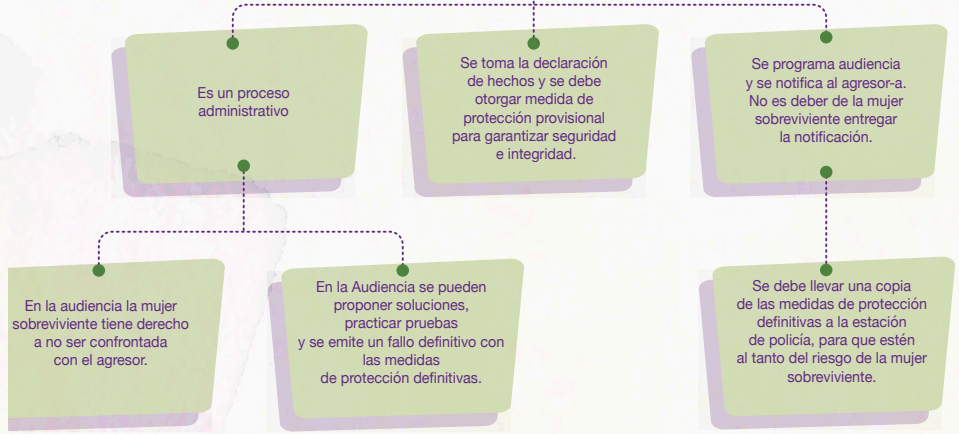 Es un proceso
administrativo
Se toma la declaración
de hechos y se debe
otorgar medida de
protección provisional
para garantizar seguridad
e integridad.
Se programa audiencia
y se notifica al agresor-a.
No es deber de la mujer
sobreviviente entregar
la notificación.
En la audiencia la mujer
sobreviviente tiene derecho
a no ser confrontada
con el agresor.
En la Audiencia se pueden
proponer soluciones,
practicar pruebas
y se emite un fallo definitivo con
las medidas
de protección definitivas.
Se debe llevar una copia
de las medidas de protección
definitivas a la estación
de policía, para que estén
al tanto del riesgo de la mujer
sobreviviente.